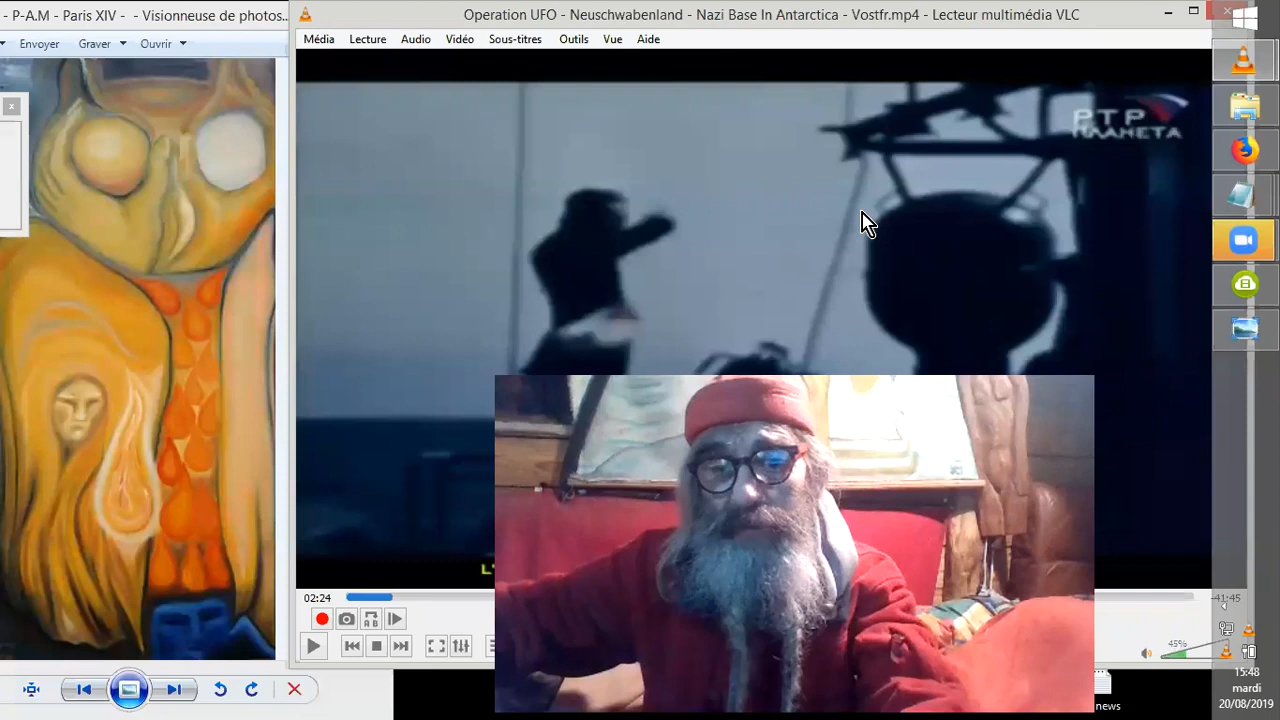 - P-A-M - Paris XIV - - Visionneuse de photos...
Envoyer Graver Ouvrir
Operation UFO - Neuschwabenland - Nazi Base In Antarctica - Vostfr.mp4 - Lecteur multimédia VLC
Média Lecture Audio Vidéo Sous-titres Outils Vue Aide
РТР
ПЛАНЕТА
L'
02:24
41:45
A B
45%
15:48
mardi
20/08/2019
news